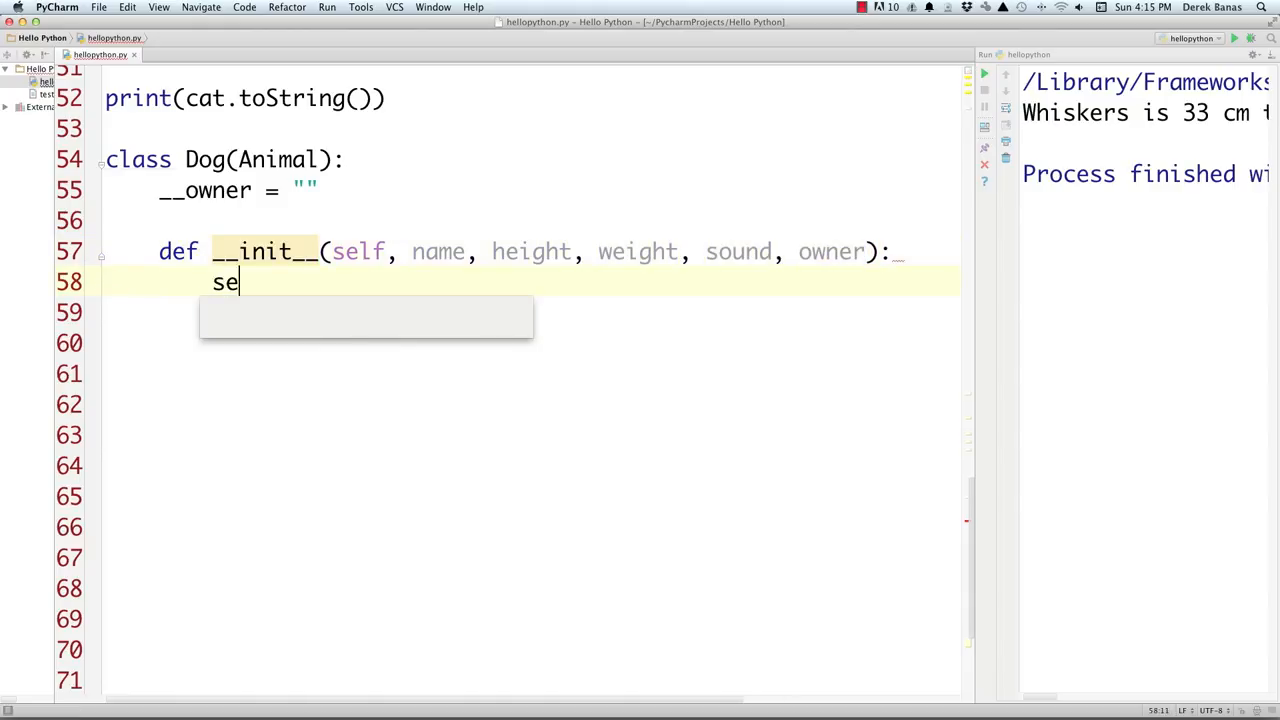 PyCharm File Edit View Navigate Code Refactor Run Tools VCS Window Help 10 Sun 4:15 PM Derek Banas
hellopython.py - Hello Python - [~/PycharmProjects/Hello Python]
Hello Python hellopython.py hellopython
hellopython.py Run hellopython
Hello P
hell
test
Externa
51
52 print(cat.toString())
53
54 class Dog(Animal):
55 __owner = ""
56
57 def __init__(self, name, height, weight, sound, owner):
58 se
59
60
61
62
63
64
65
66
67
68
69
70
71
/Library/Frameworks
Whiskers is 33 cm t
Process finished wi
58:11 LF UTF-8